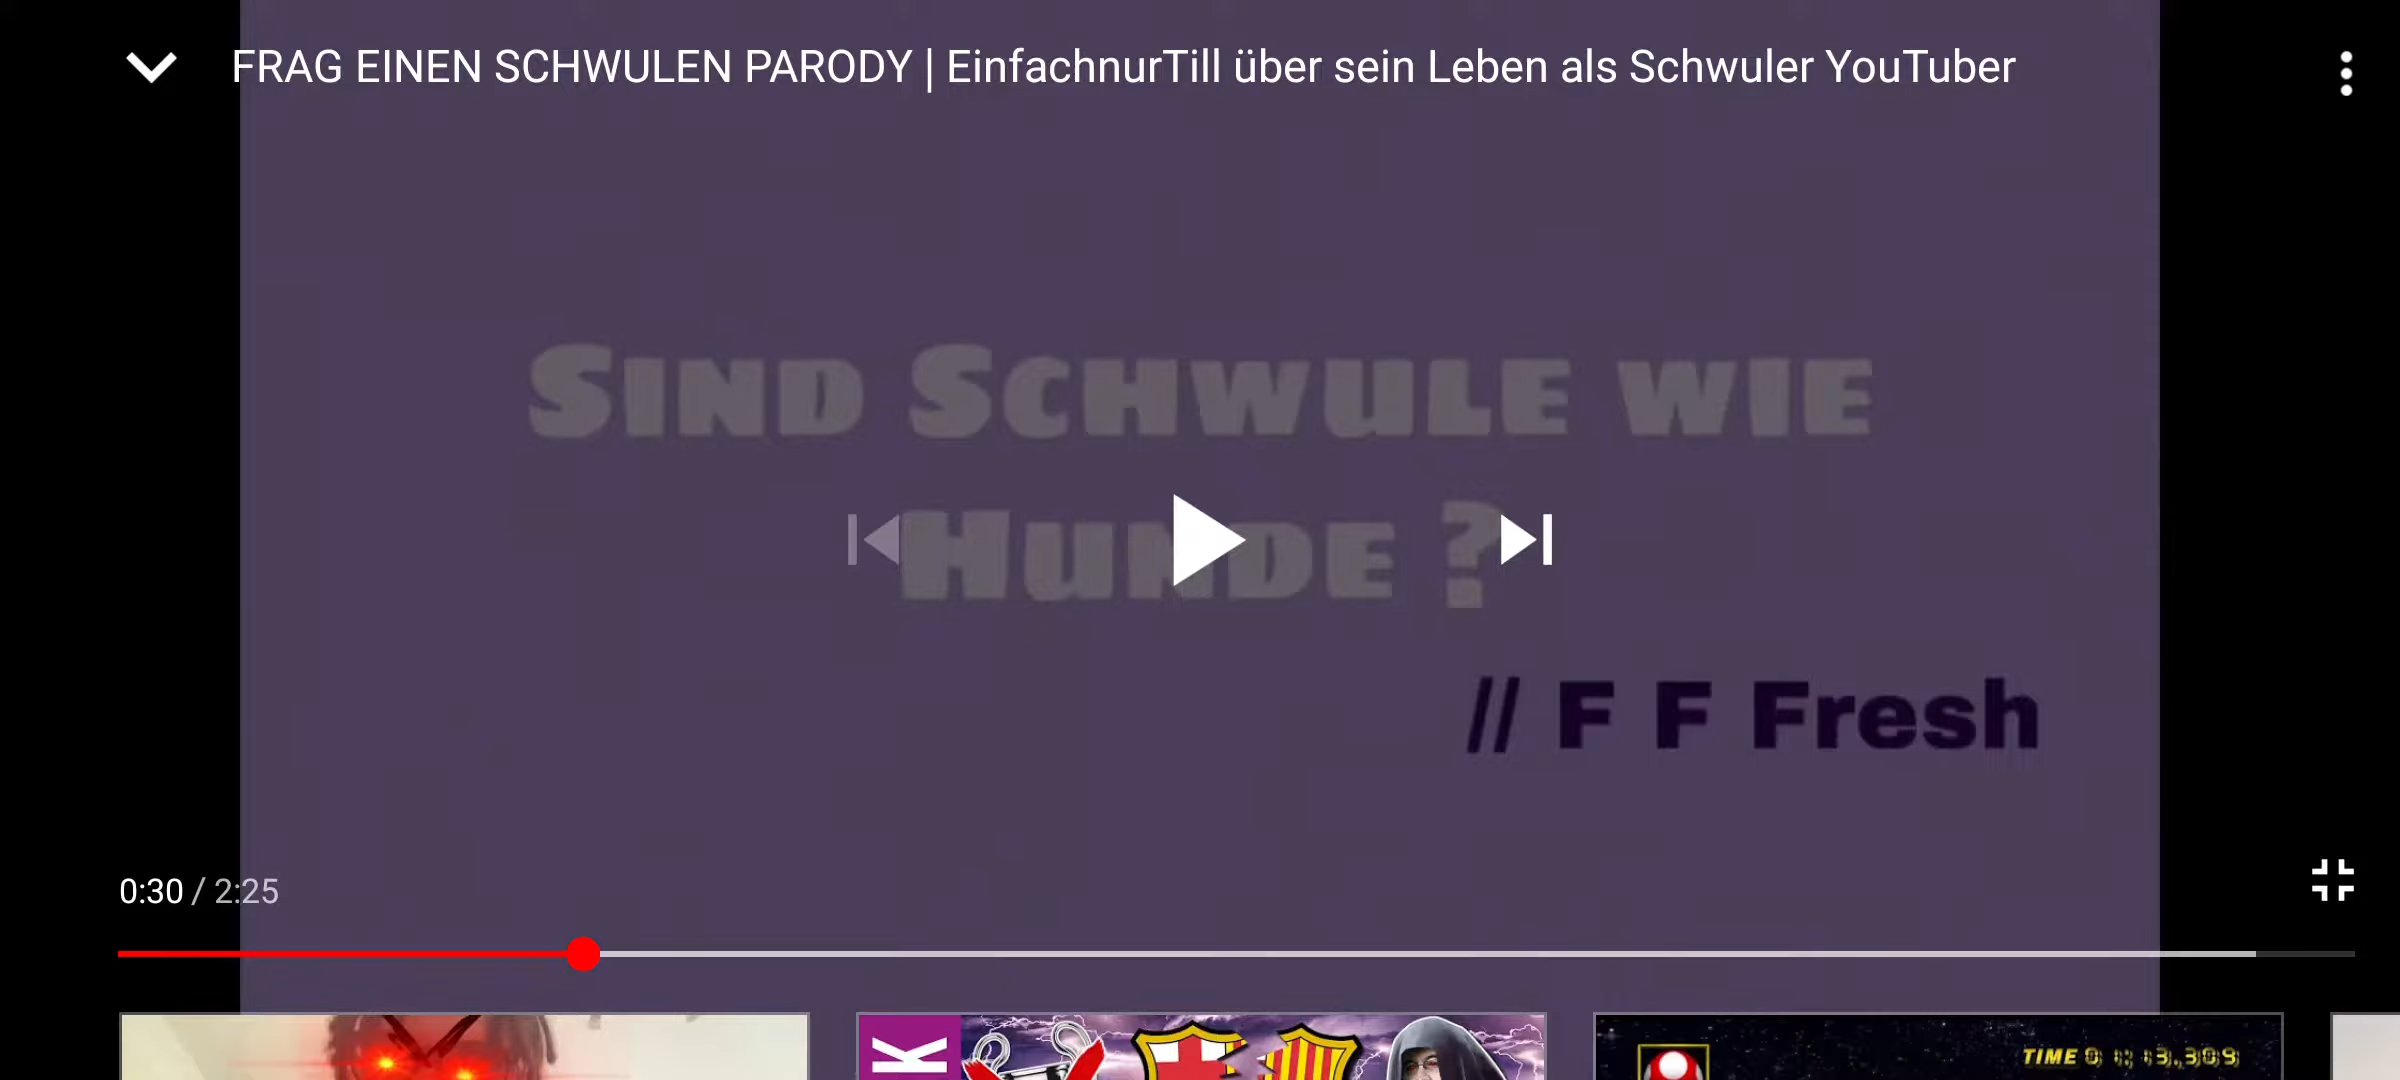 FRAG EINEN SCHWULEN PARODY | EinfachnurTill über sein Leben als Schwuler YouTuber
SIND SCHWULE WIE
HUNDE ?
// F F Fresh
0:30 / 2:25
K
TIME